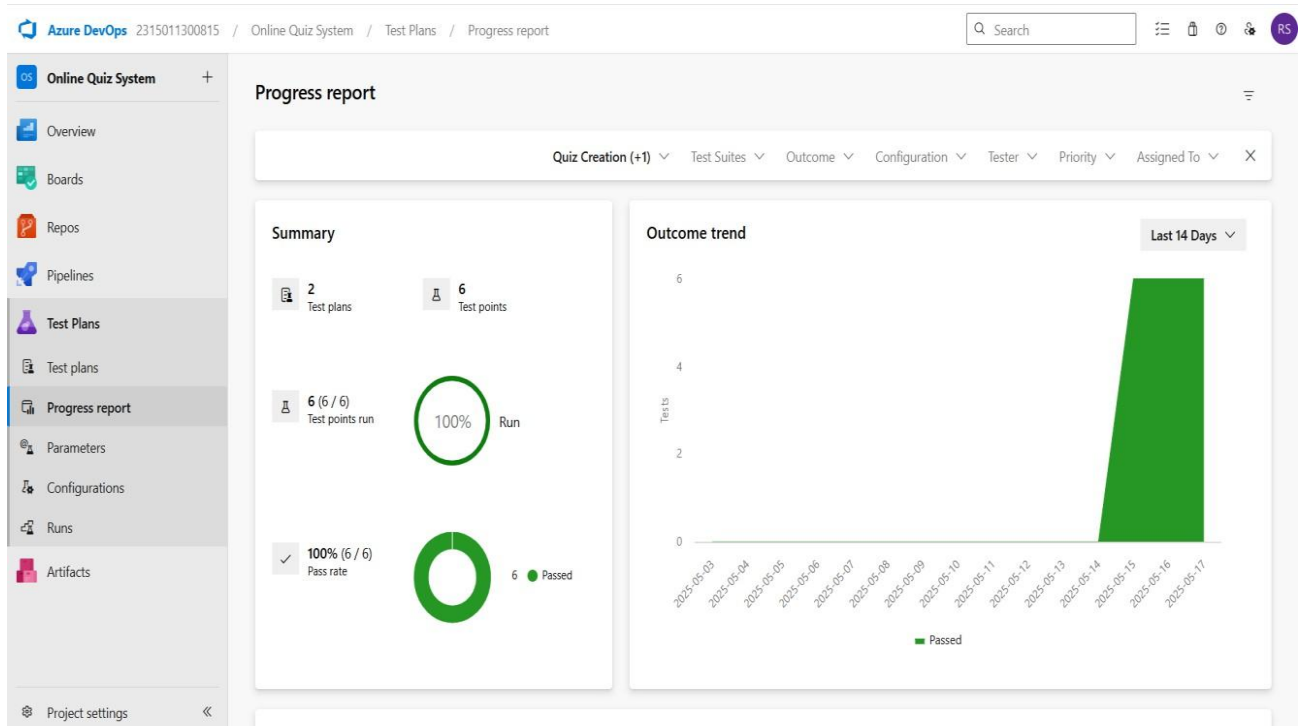 Azure DevOps 2315011300815 / Online Quiz System / Test Plans / Progress report
Search
RS
OS Online Quiz System +
Overview
Boards
Repos
Pipelines
Test Plans
Test plans
Progress report
Parameters
Configurations
Runs
Artifacts
Project settings
Progress report
Quiz Creation (+1) Test Suites Outcome Configuration Tester Priority Assigned To
Summary
2
Test plans
6
Test points
6 (6 / 6)
Test points run
100%
Run
100% (6 / 6)
Pass rate
6 Passed
Outcome trend
Last 14 Days
6
4
2
0
Tests
2025-05-03
2025-05-04
2025-05-05
2025-05-06
2025-05-07
2025-05-08
2025-05-09
2025-05-10
2025-05-11
2025-05-12
2025-05-13
2025-05-14
2025-05-15
2025-05-16
2025-05-17
Passed